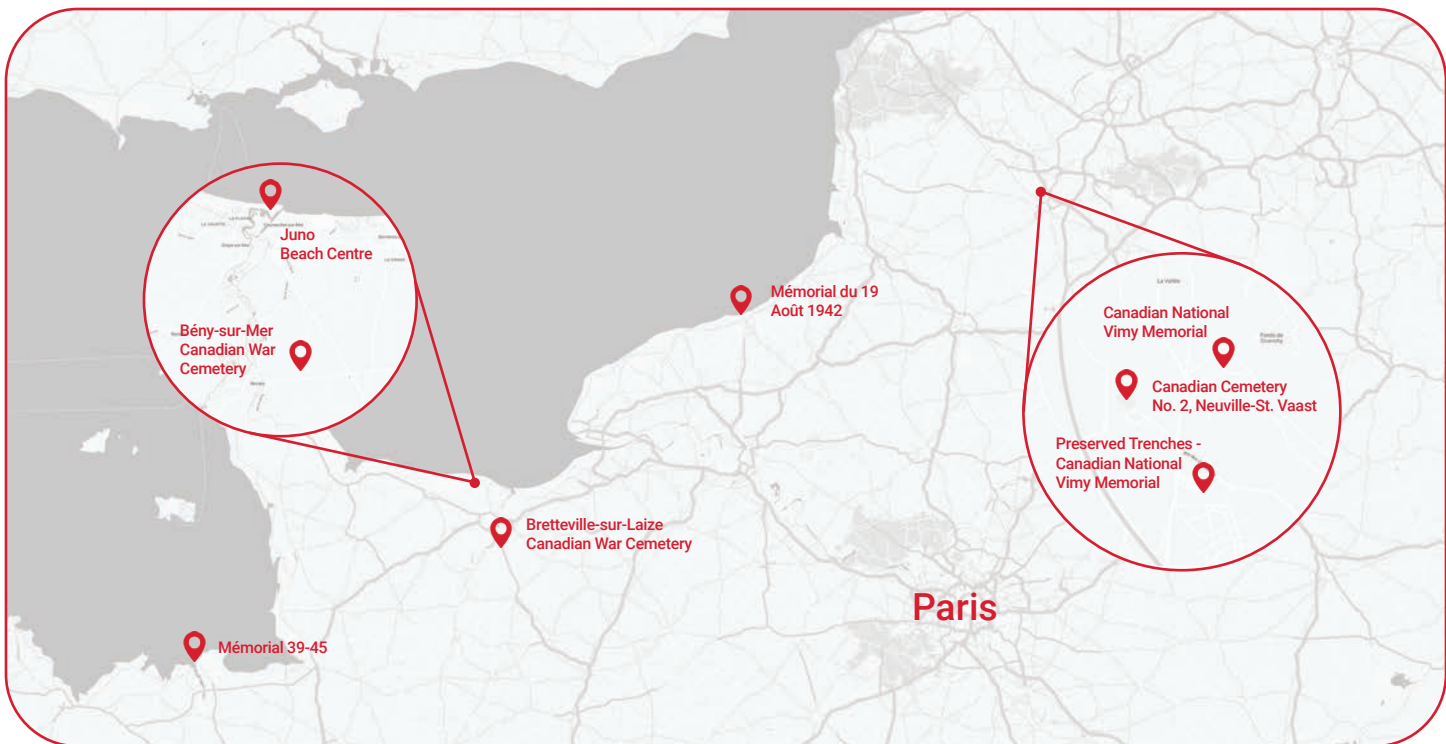 Juno
Beach Centre
Bény-sur-Mer
Canadian War
Cemetery
Mémorial du 19
Août 1942
Canadian National
Vimy Memorial
Canadian Cemetery
No. 2, Neuville-St. Vaast
Preserved Trenches -
Canadian National
Vimy Memorial
Bretteville-sur-Laize
Canadian War Cemetery
Paris
Mémorial 39-45